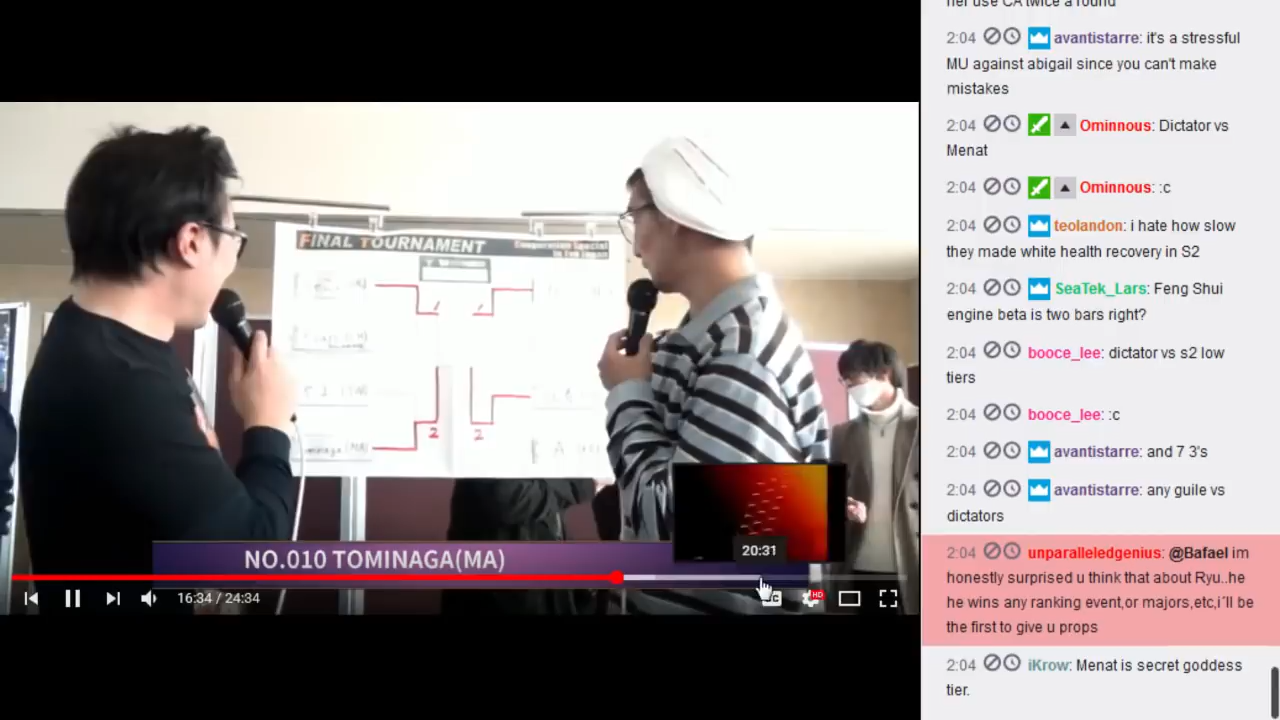 FINAL TOURNAMENT
2
2
20:31
NO.010 TOMINAGA(MA)
16:34 / 24:34
HD
her use CA twice a round
2:04 avantistarre: it's a stressful
MU against abigail since you can't make
mistakes
2:04 Ominnous: Dictator vs
Menat
2:04 Ominnous: :c
2:04 teolandon: i hate how slow
they made white health recovery in S2
2:04 SeaTek_Lars: Feng Shui
engine beta is two bars right?
2:04 booce_lee: dictator vs s2 low
tiers
2:04 booce_lee: :c
2:04 avantistarre: and 7 3's
2:04 avantistarre: any guile vs
dictators
2:04 unparalleledgenius: @Bafael im
honestly surprised u think that about Ryu..he
he wins any ranking event,or majors,etc,i´ll be
the first to give u props
2:04 iKrow: Menat is secret goddess
tier.